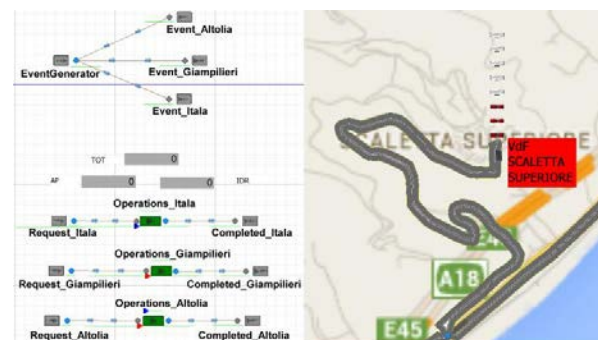 Event_Altolia
EventGenerator
Event_Giampilieri
Event_Itala
TOT
0
AP
0
0
IDR
Operations_Itala
Request_Itala
Completed_Itala
Operations_Giampilieri
Request_Giampilieri
Completed_Giampilieri
Operations_Altolia
Request_Altolia
Completed_Altolia
SCALETTA SUPERIORE
VdF
SCALETTA
SUPERIORE
A18
E45